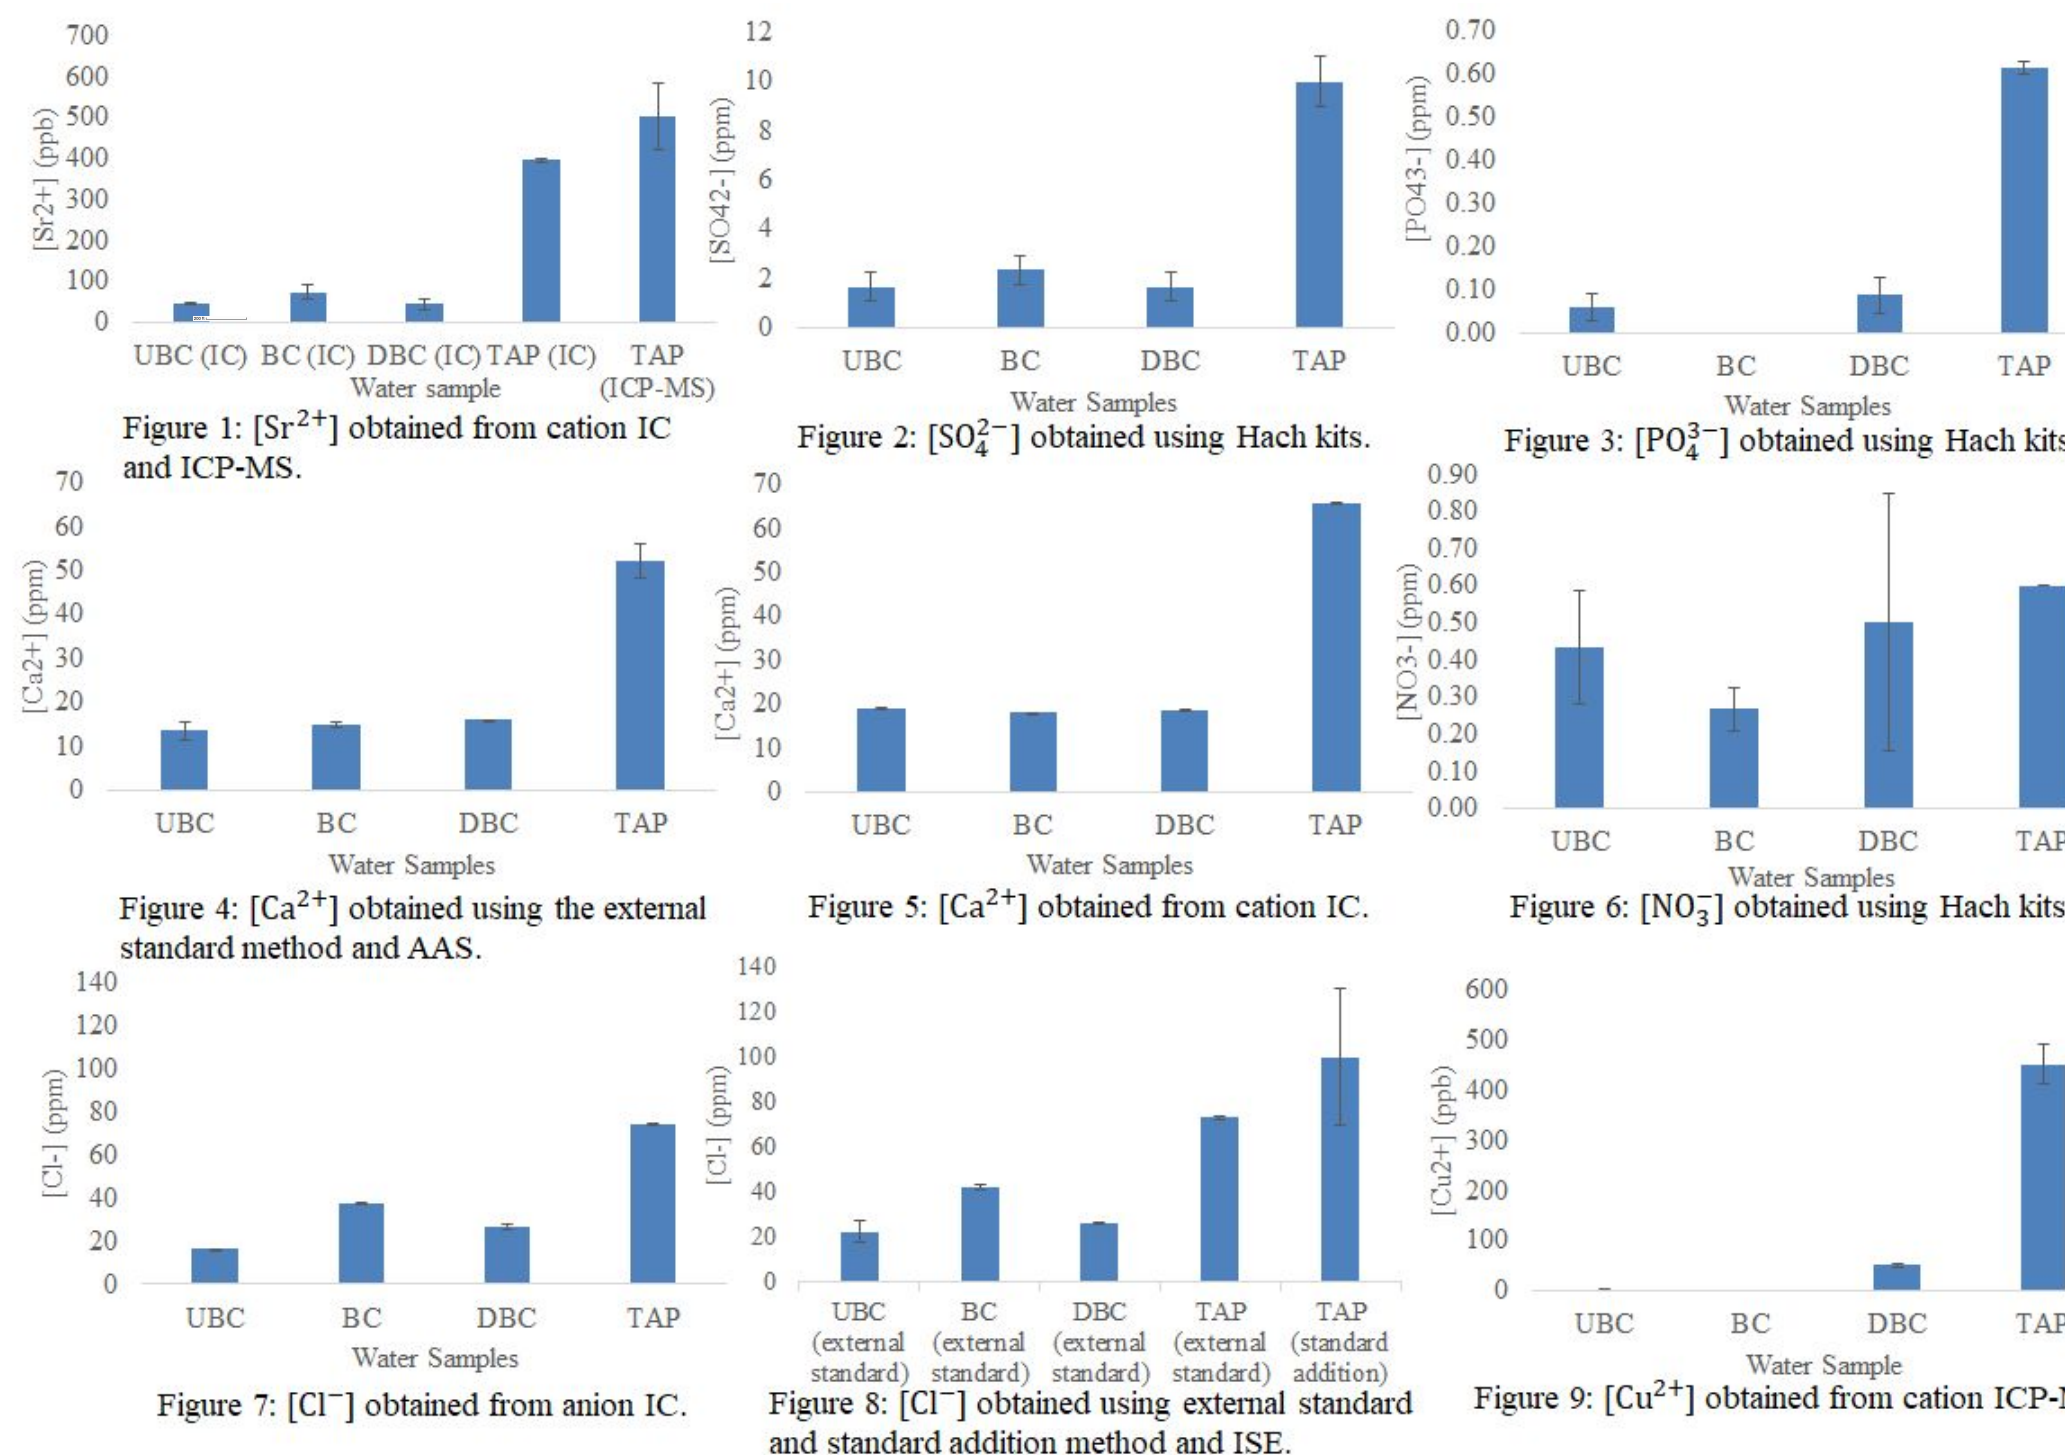 700
600
500
400
300
200
100
0
[Sr2+] (ppb)
UBC (IC) BC (IC) DBC (IC) TAP (IC) TAP
(ICP-MS)
Water sample
Figure 1: [Sr²⁺] obtained from cation IC
and ICP-MS.
12
10
8
6
4
2
0
[SO42-] (ppm)
UBC BC DBC TAP
Water Samples
Figure 2: [SO₄²⁻] obtained using Hach kits.
0.70
0.60
0.50
0.40
0.30
0.20
0.10
0.00
[PO43-] (ppm)
UBC BC DBC TAP
Water Samples
Figure 3: [PO₄³⁻] obtained using Hach kits
70
60
50
40
30
20
10
0
[Ca2+] (ppm)
UBC BC DBC TAP
Water Samples
Figure 4: [Ca²⁺] obtained using the external
standard method and AAS.
70
60
50
40
30
20
10
0
[Ca2+] (ppm)
UBC BC DBC TAP
Water Samples
Figure 5: [Ca²⁺] obtained from cation IC.
0.90
0.80
0.70
0.60
0.50
0.40
0.30
0.20
0.10
0.00
[NO3-] (ppm)
UBC BC DBC TAP
Water Samples
Figure 6: [NO₃⁻] obtained using Hach kits
140
120
100
80
60
40
20
0
[Cl-] (ppm)
UBC BC DBC TAP
Water Samples
Figure 7: [Cl⁻] obtained from anion IC.
140
120
100
80
60
40
20
0
[Cl-] (ppm)
UBC BC DBC TAP TAP
(external (external (external (external (standard
standard) standard) standard) standard) addition)
Figure 8: [Cl⁻] obtained using external standard
and standard addition method and ISE.
600
500
400
300
200
100
0
[Cu2+] (ppb)
UBC BC DBC TAP
Water Sample
Figure 9: [Cu²⁺] obtained from cation ICP-